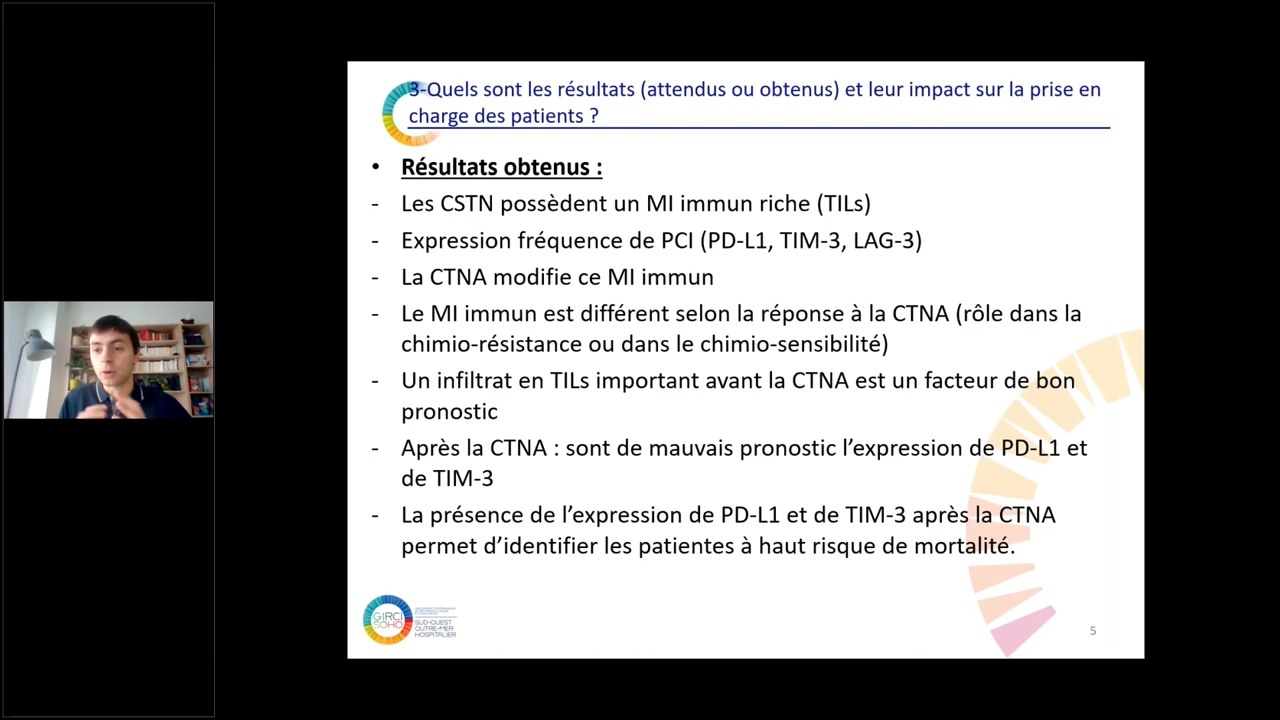 3-Quels sont les résultats (attendus ou obtenus) et leur impact sur la prise en
charge des patients ?
• Résultats obtenus :
- Les CSTN possèdent un MI immun riche (TILs)
- Expression fréquence de PCI (PD-L1, TIM-3, LAG-3)
- La CTNA modifie ce MI immun
- Le MI immun est différent selon la réponse à la CTNA (rôle dans la
chimio-résistance ou dans le chimio-sensibilité)
- Un infiltrat en TILs important avant la CTNA est un facteur de bon
pronostic
- Après la CTNA : sont de mauvais pronostic l’expression de PD-L1 et
de TIM-3
- La présence de l’expression de PD-L1 et de TIM-3 après la CTNA
permet d’identifier les patientes à haut risque de mortalité.
GIRCI
SOHO
SUD-OUEST
OUTRE-MER
HOSPITALIER
5